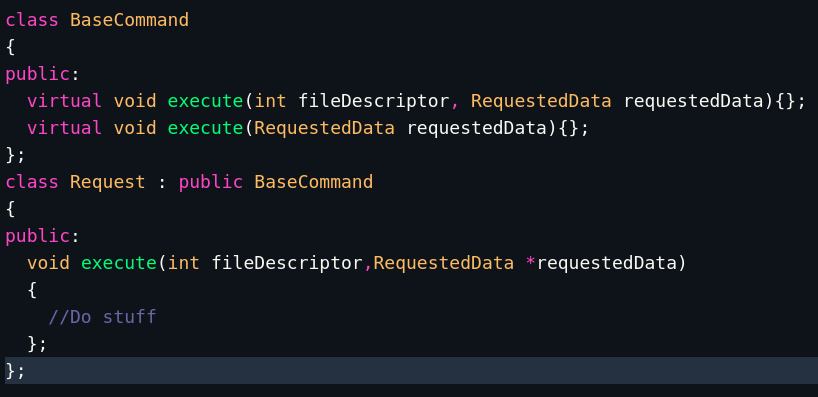 class BaseCommand
{
public:
  virtual void execute(int fileDescriptor, RequestedData requestedData){};
  virtual void execute(RequestedData requestedData){};
};
class Request : public BaseCommand
{
public:
  void execute(int fileDescriptor,RequestedData *requestedData)
  {
    //Do stuff
  };
};